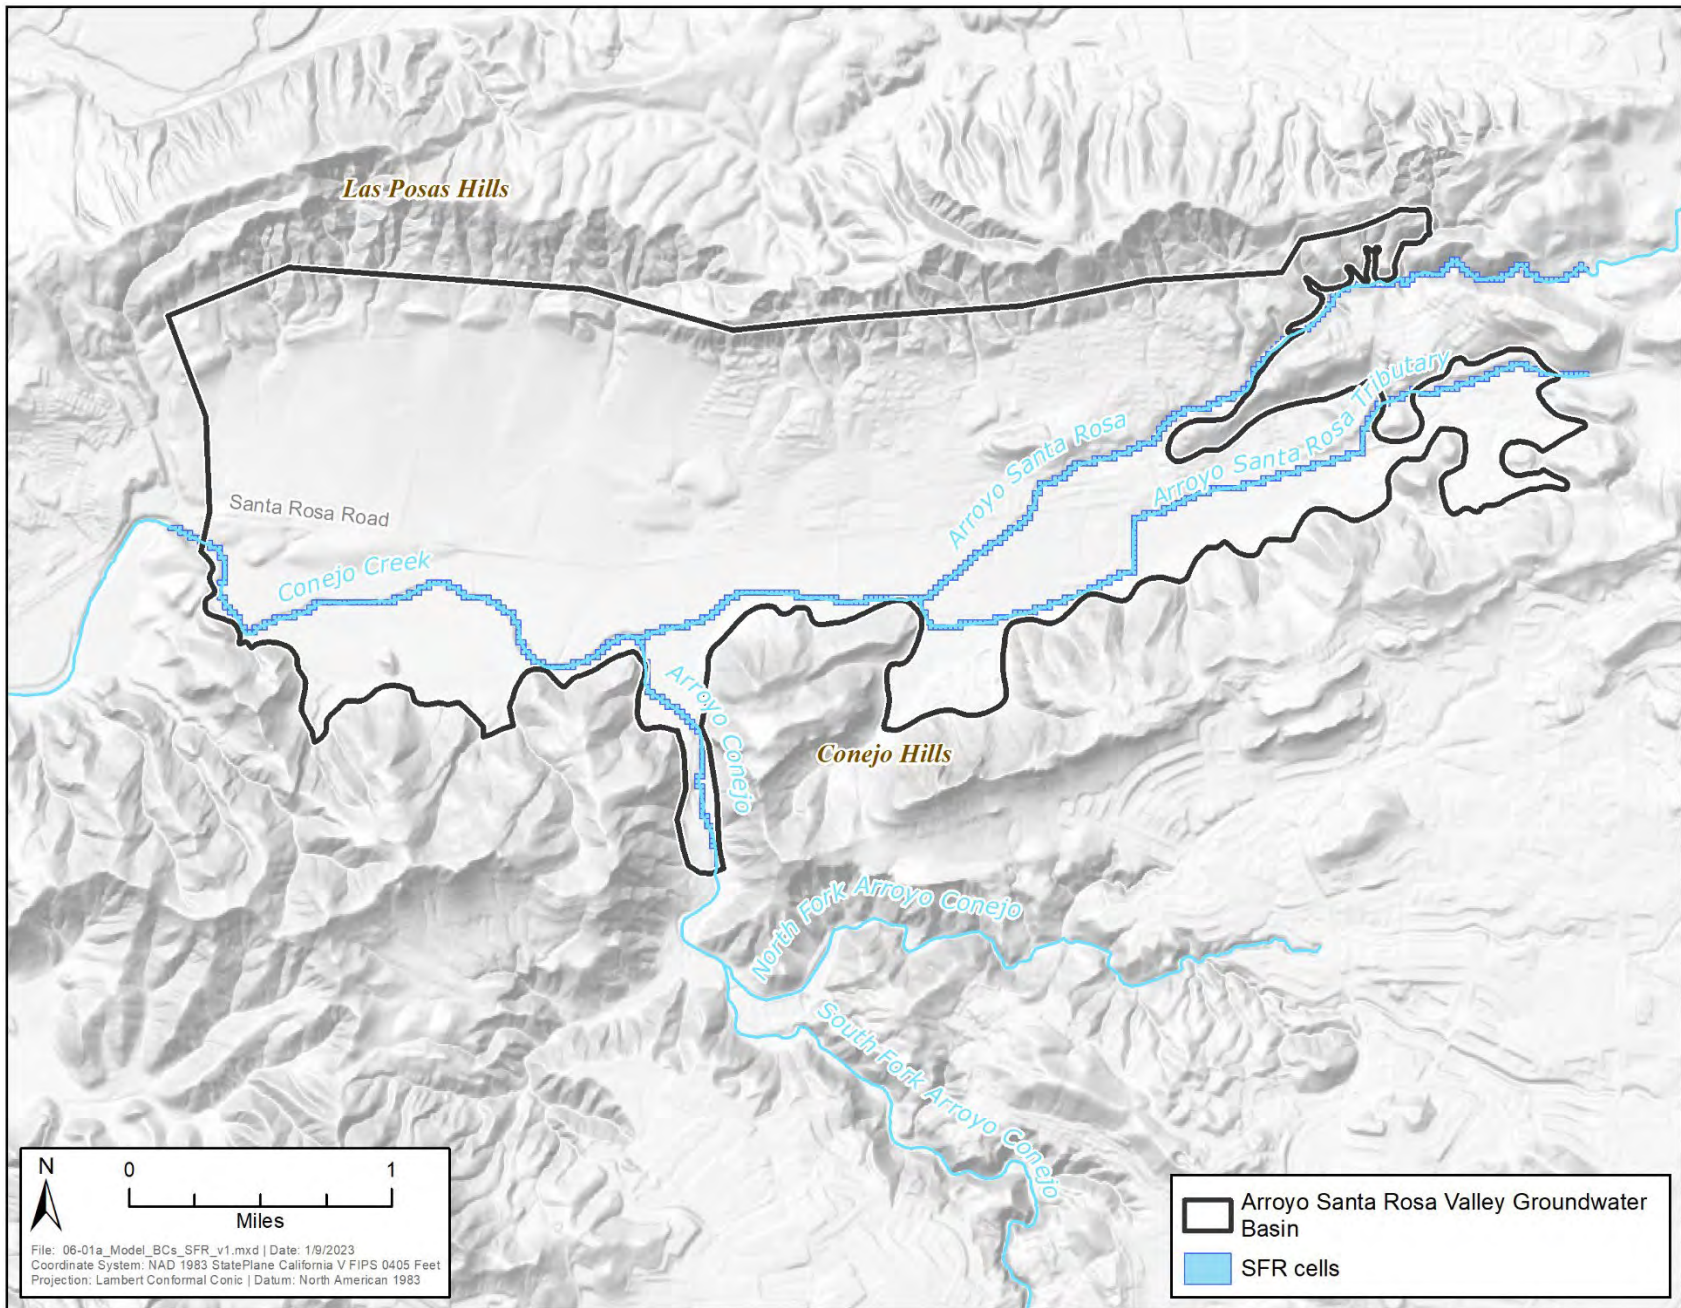 Las Posas Hills
Arroyo Santa Rosa Tributary
Arroyo Santa Rosa
Santa Rosa Road
Conejo Creek
Arroyo Conejo
Conejo Hills
North Fork Arroyo Conejo
South Fork Arroyo Conejo
N
0 1
Miles
File: 06-01a_Model_BCs_SFR_v1.mxd | Date: 1/9/2023
Coordinate System: NAD 1983 StatePlane California V FIPS 0405 Feet
Projection: Lambert Conformal Conic | Datum: North American 1983
Arroyo Santa Rosa Valley Groundwater
Basin
SFR cells